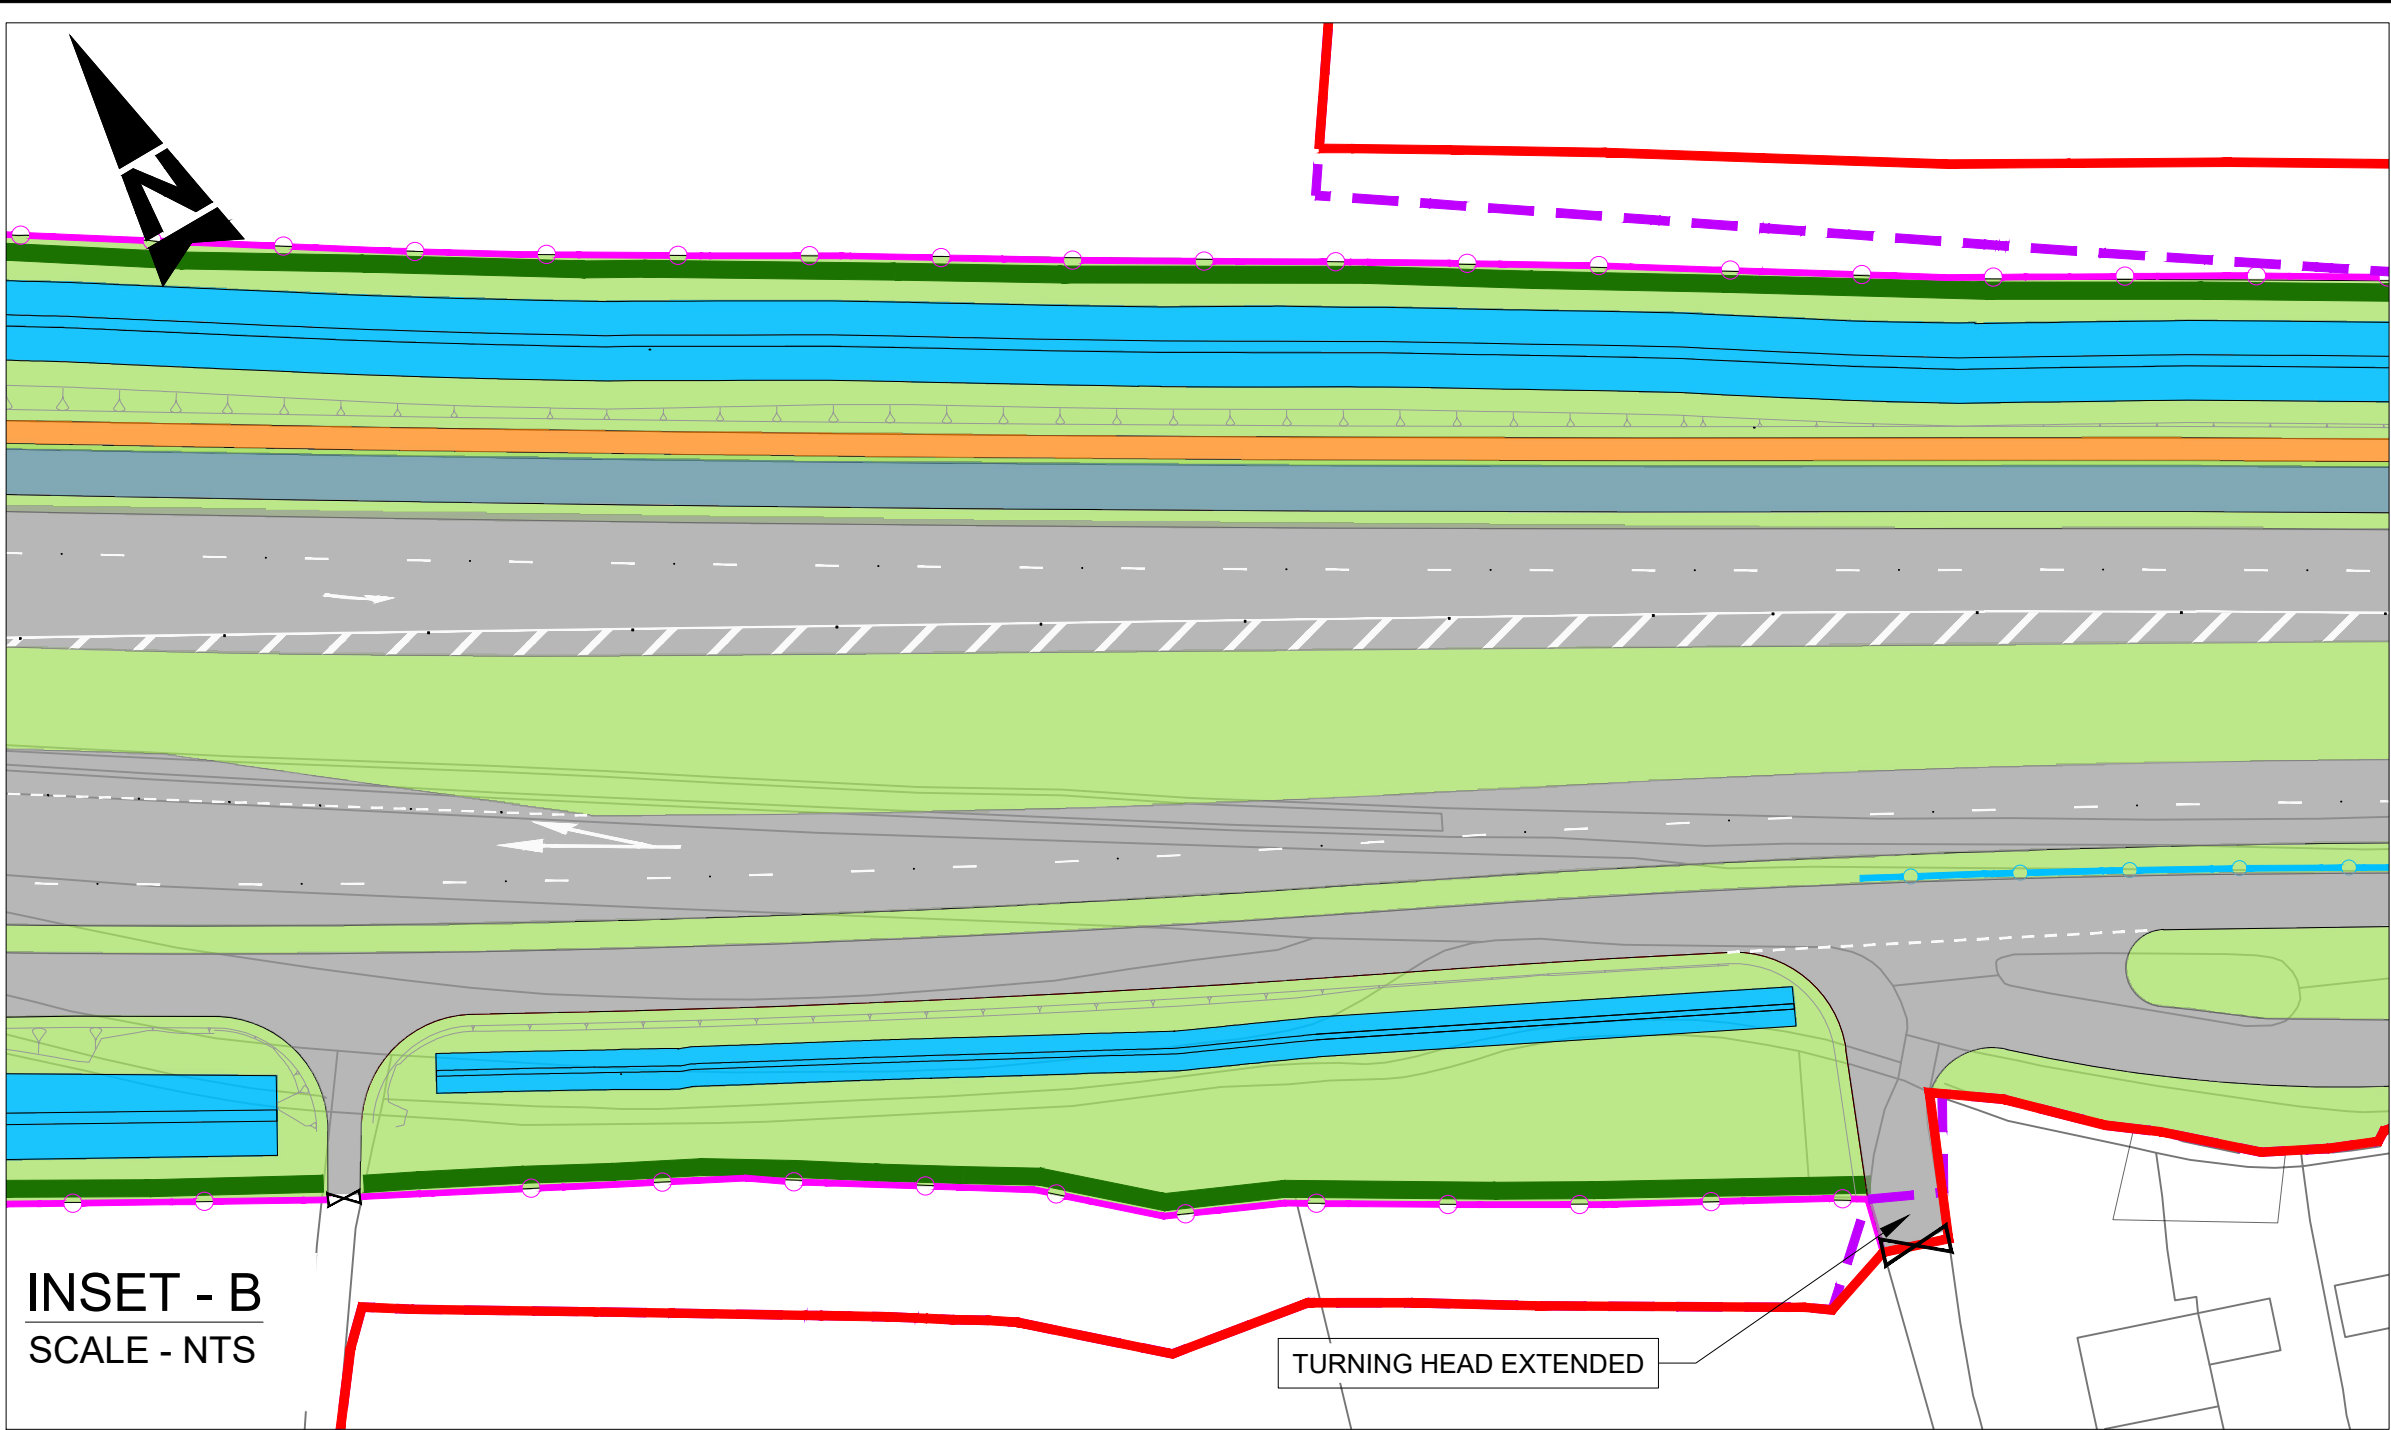 N
INSET - B
SCALE - NTS
TURNING HEAD EXTENDED